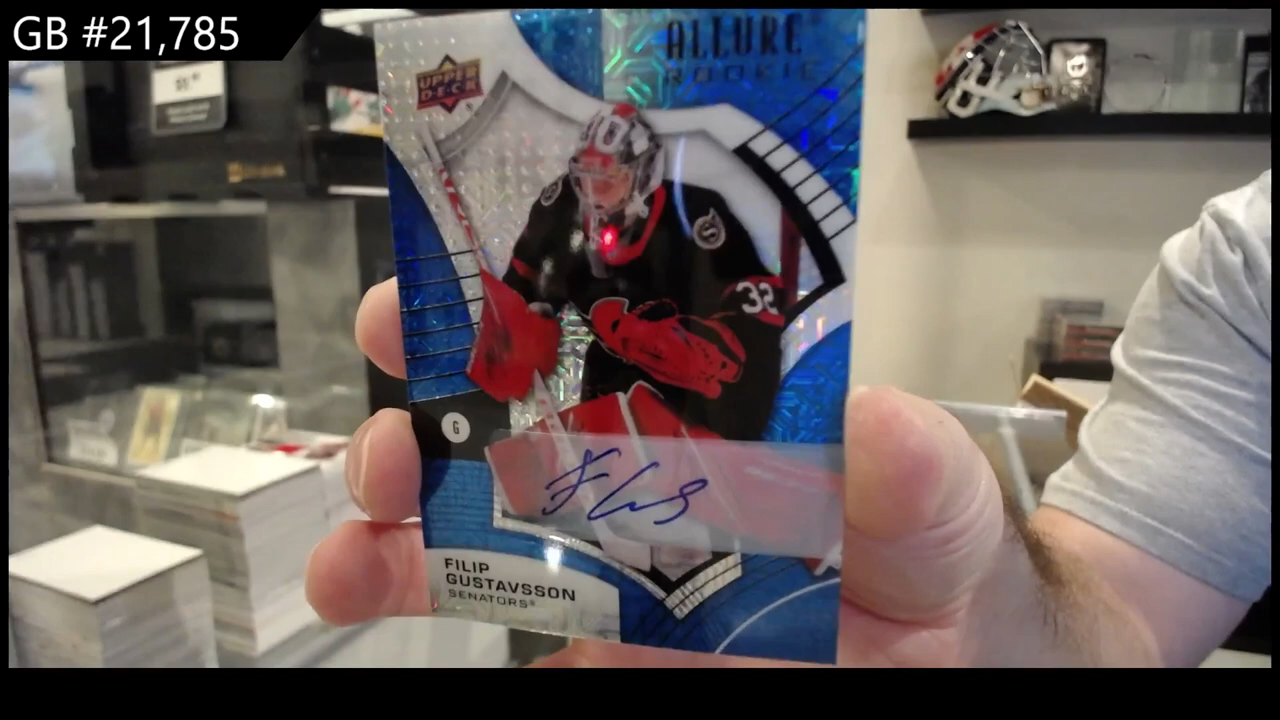 GB #21,785
ALLURE
ROOKIE
UPPER
DECK
32
G
FILIP
GUSTAVSSON
SENATORS®